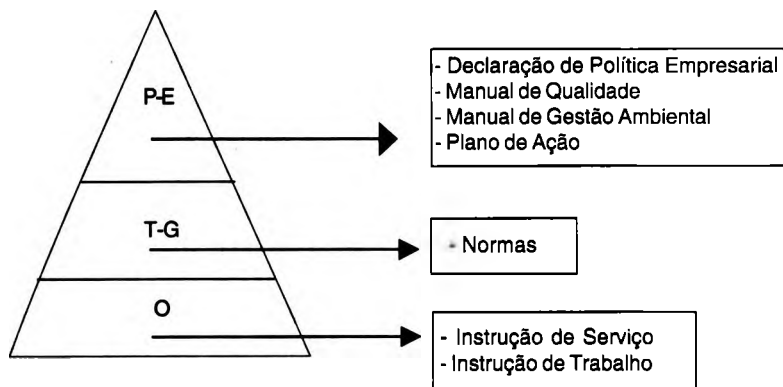 P-E
- Declaração de Política Empresarial
- Manual de Qualidade
- Manual de Gestão Ambiental
- Plano de Ação
T-G
- Normas
O
- Instrução de Serviço
- Instrução de Trabalho